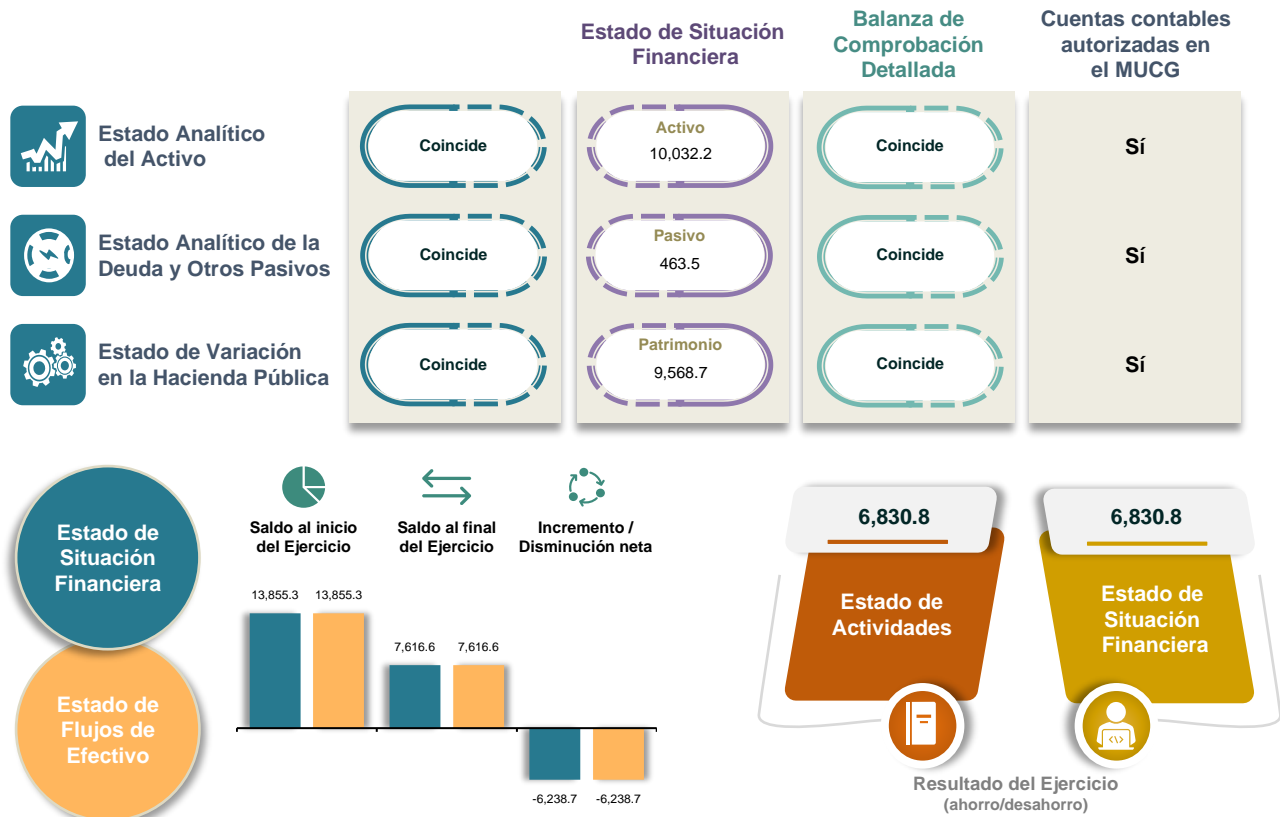 Estado de Situación
Financiera
Balanza de
Comprobación
Detallada
Cuentas contables
autorizadas en
el MUCG
Estado Analítico
del Activo
Coincide
Activo
10,032.2
Coincide
Sí
Estado Analítico de la
Deuda y Otros Pasivos
Coincide
Pasivo
463.5
Coincide
Sí
Estado de Variación
en la Hacienda Pública
Coincide
Patrimonio
9,568.7
Coincide
Sí
Estado de
Situación
Financiera
Estado de
Flujos de
Efectivo
Saldo al inicio
del Ejercicio
Saldo al final
del Ejercicio
Incremento /
Disminución neta
13,855.3 13,855.3
7,616.6 7,616.6
-6,238.7 -6,238.7
6,830.8
Estado de
Actividades
6,830.8
Estado de
Situación
Financiera
Resultado del Ejercicio
(ahorro/desahorro)